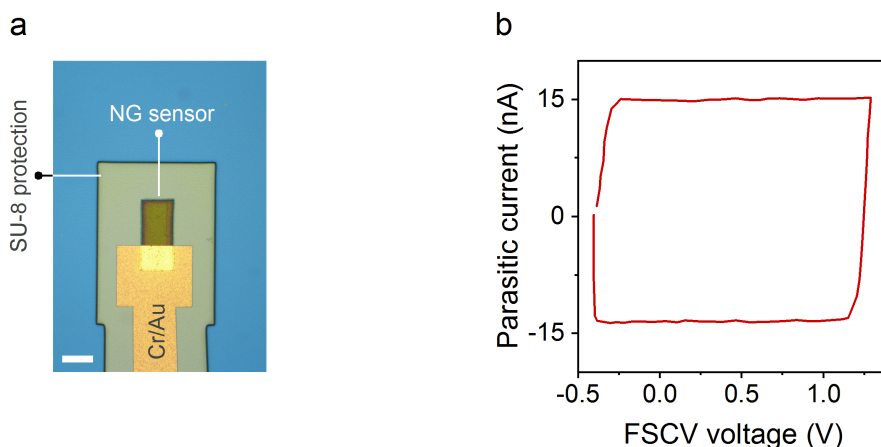 a
NG sensor
SU-8 protection
Cr/Au
b
Parasitic current (nA)
15
0
-15
-0.5
0.0
0.5
1.0
FSCV voltage (V)